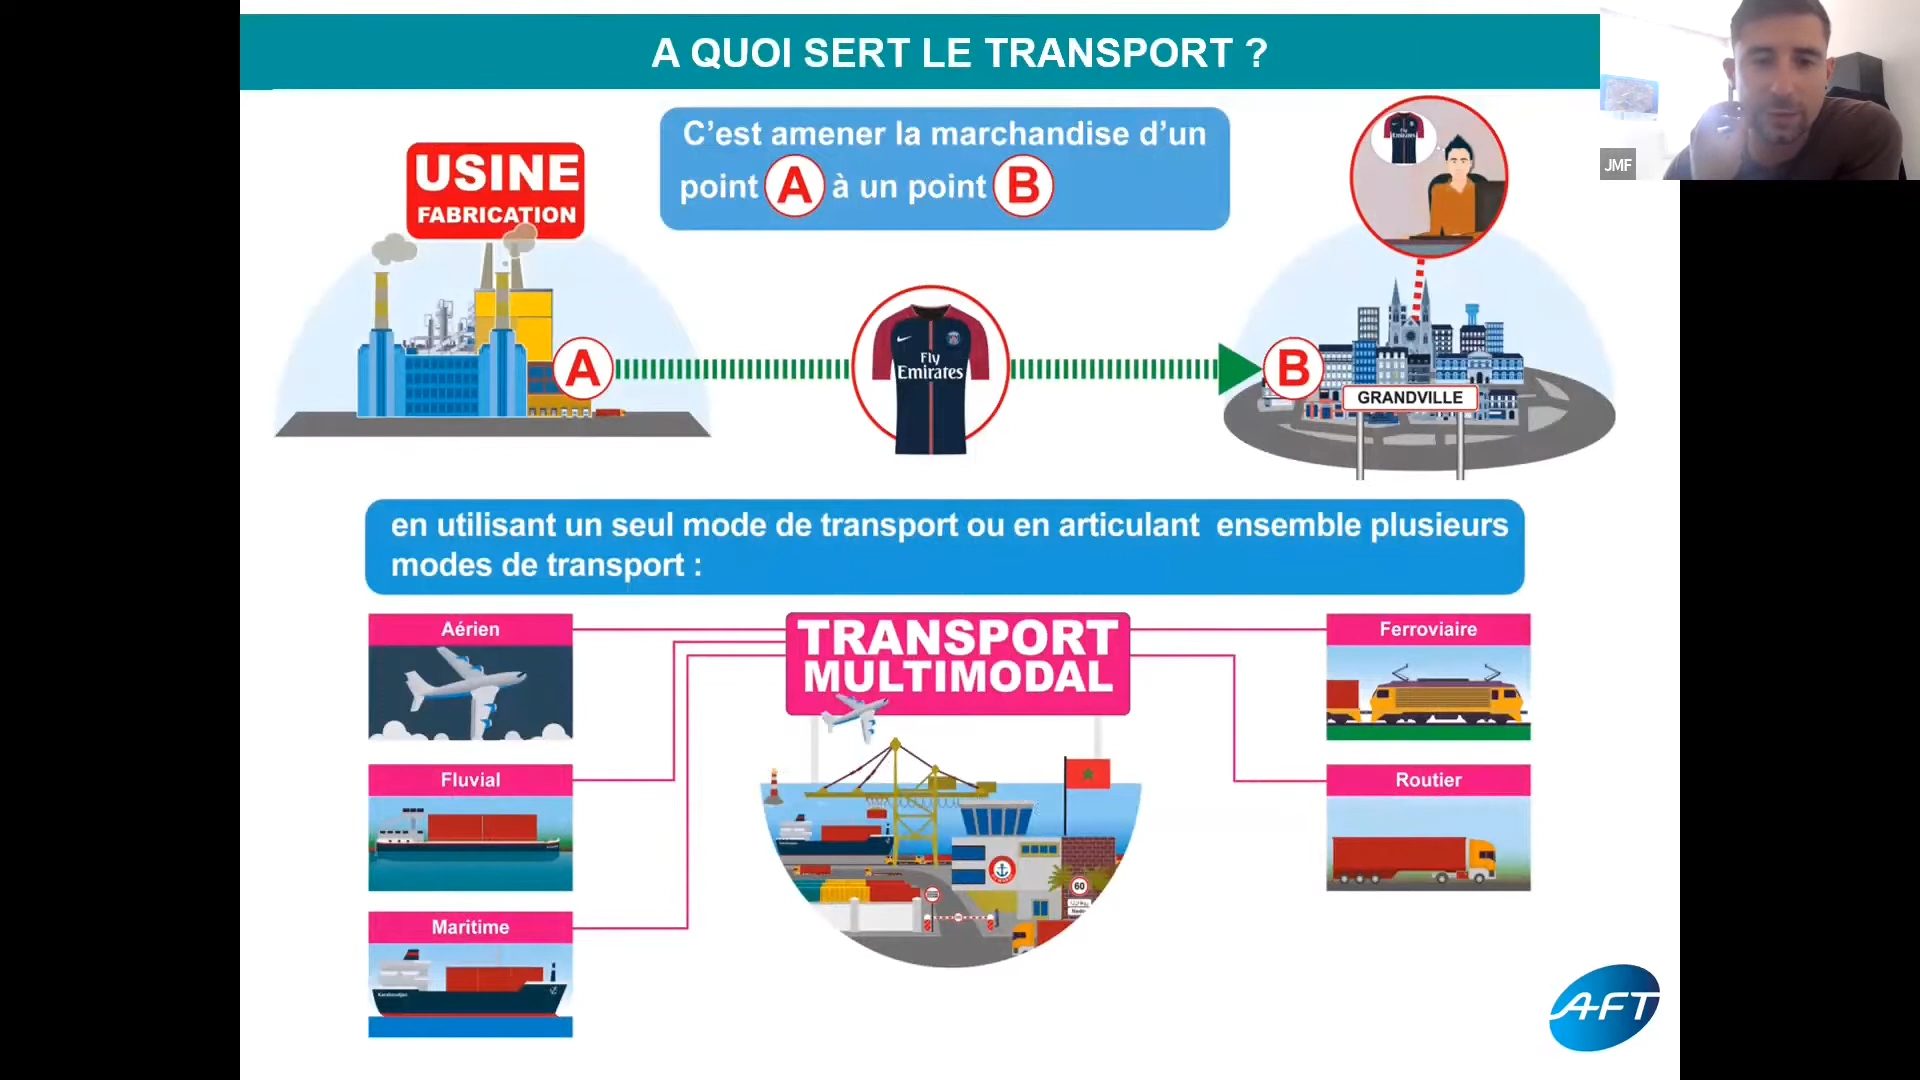 A QUOI SERT LE TRANSPORT ?
JMF
USINE
FABRICATION
C'est amener la marchandise d'un
point A à un point B
Fly
Emirates
A
Fly
Emirates
B
GRANDVILLE
en utilisant un seul mode de transport ou en articulant ensemble plusieurs
modes de transport :
Aérien
TRANSPORT
MULTIMODAL
Ferroviaire
Fluvial
Routier
60
Maritime
AFT